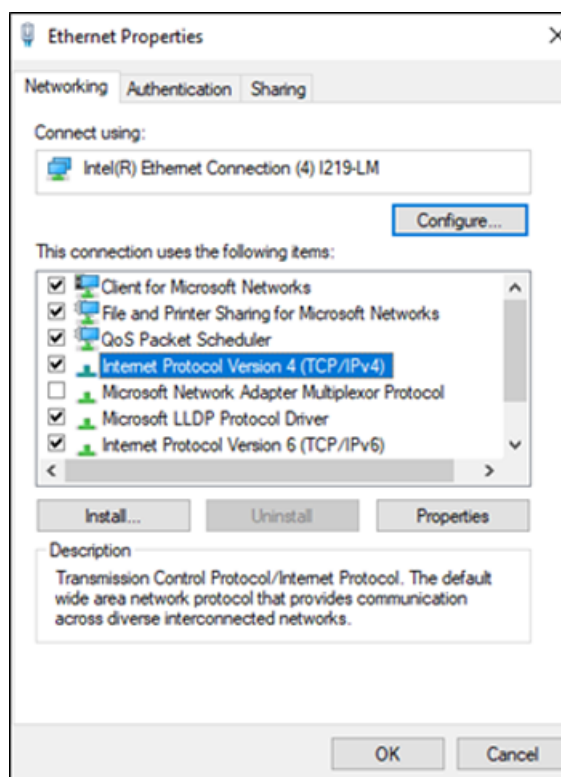 Ethernet Properties
Networking Authentication Sharing
Connect using:
Intel(R) Ethernet Connection (4) I219-LM
Configure...
This connection uses the following items:
Client for Microsoft Networks
File and Printer Sharing for Microsoft Networks
QoS Packet Scheduler
Internet Protocol Version 4 (TCP/IPv4)
Microsoft Network Adapter Multiplexor Protocol
Microsoft LLDP Protocol Driver
Internet Protocol Version 6 (TCP/IPv6)
Install... Uninstall Properties
Description
Transmission Control Protocol/Internet Protocol. The default
wide area network protocol that provides communication
across diverse interconnected networks.
OK Cancel